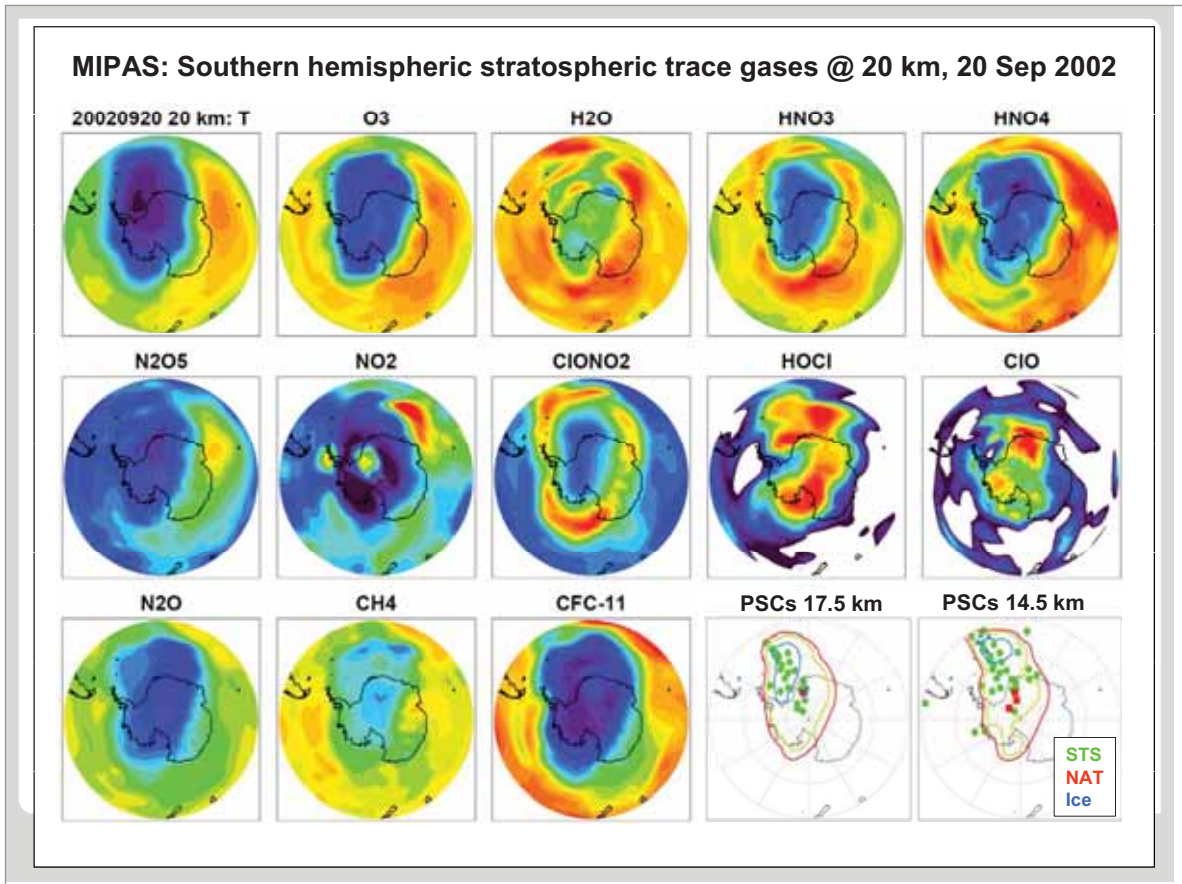 MIPAS: Southern hemispheric stratospheric trace gases @ 20 km, 20 Sep 2002
20020920 20 km: T
O3
H2O
HNO3
HNO4
N2O5
NO2
ClONO2
HOCl
ClO
N2O
CH4
CFC-11
PSCs 17.5 km
PSCs 14.5 km
STS
NAT
Ice